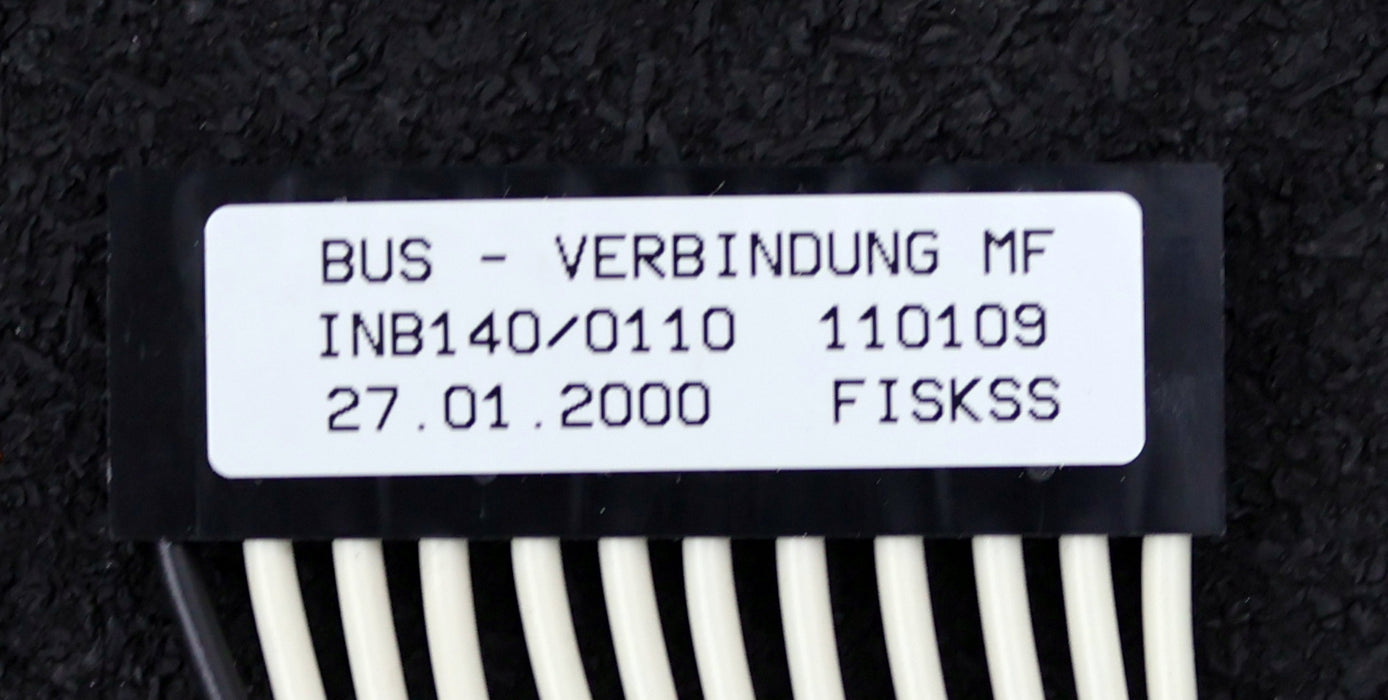 BUS - VERBINDUNG MF
INB140/0110 110109
27.01.2000 FISKSS